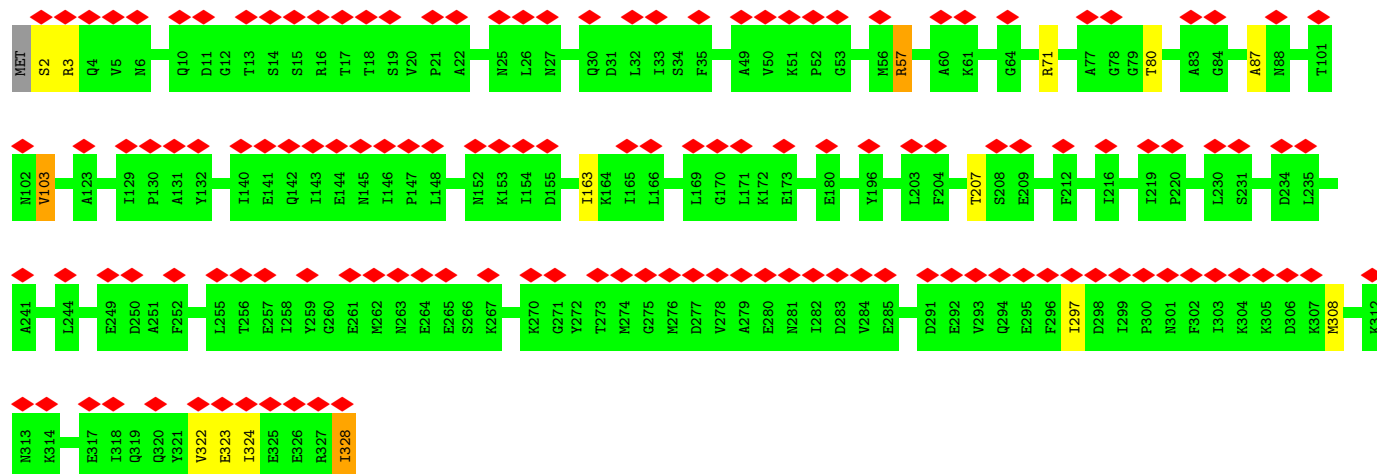 MET S2 R3 Q4 V5 N6 Q10 D11 G12 T13 S14 S15 R16 T17 T18 S19 V20 P21 A22 N25 L26 N27 Q30 D31 L32 I33 S34 F35 A49 V50 K51 P52 G53 M56 R57 A60 K61 G64 R71 A77 G78 G79 T80 A83 G84 A87 N88 T101
N102 V103 A123 I129 P130 A131 Y132 I140 E141 Q142 I143 E144 N145 I146 P147 L148 N152 K153 I154 D155 I163 K164 I165 L166 L169 G170 L171 K172 E173 E180 Y196 L203 F204 T207 S208 E209 F212 I216 I219 P220 L230 S231 D234 L235
A241 L244 E249 D250 A251 F252 L255 T256 E257 I258 Y259 G260 E261 M262 N263 E264 E265 S266 K267 K270 G271 Y272 T273 M274 G275 M276 D277 V278 A279 E280 N281 I282 D283 V284 E285 D291 E292 V293 Q294 E295 F296 I297 D298 I299 P300 N301 F302 I303 K304 K305 D306 K307 M308 K312
N313 K314 E317 I318 Q319 Q320 Y321 V322 E323 I324 E325 E326 R327 I328